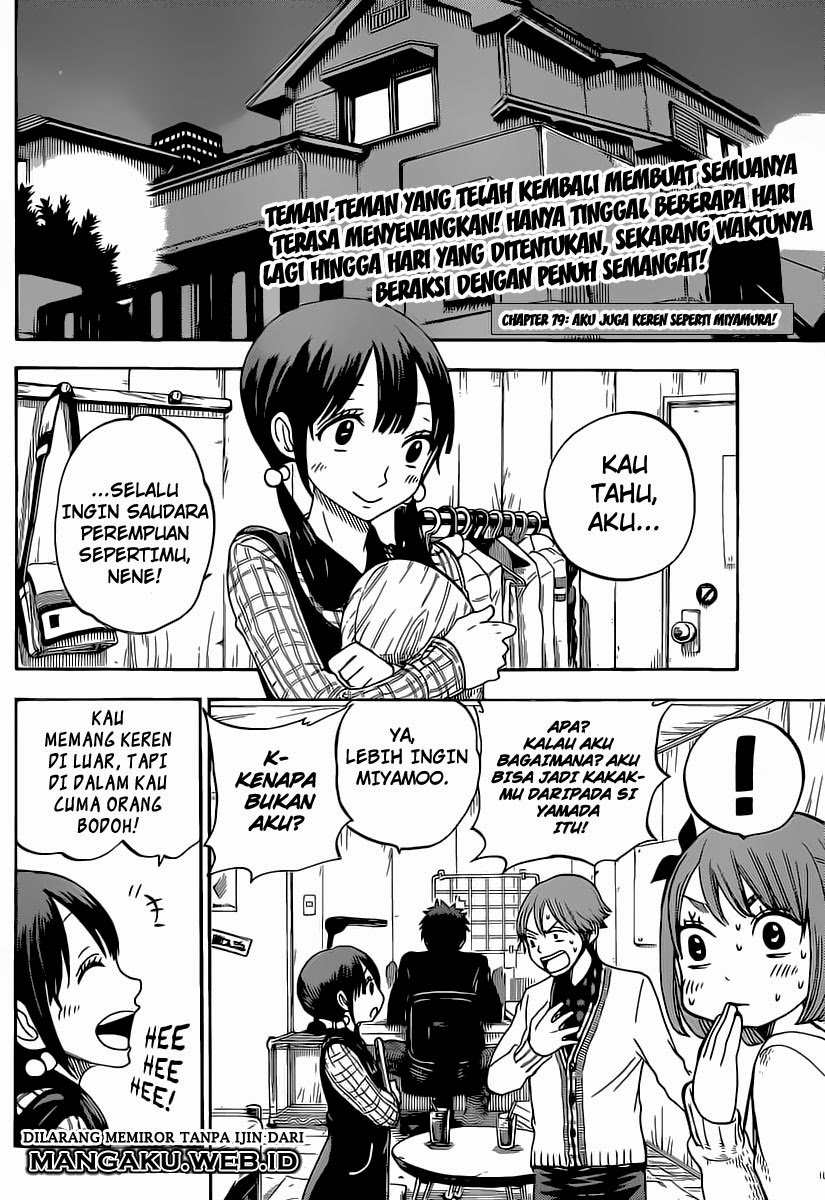 TEMAN-TEMAN YANG TELAH KEMBALI MEMBUAT SEMUANYA
TERASA MENYENANGKAN! HANYA TINGGAL BEBERAPA HARI
LAGI HINGGA HARI YANG DITENTUKAN, SEKARANG WAKTUNYA
BERAKSI DENGAN PENUH SEMANGAT!
CHAPTER 79: AKU JUGA KEREN SEPERTI MIYAMURA!
KAU
TAHU,
AKU...
...SELALU
INGIN SAUDARA
PEREMPUAN
SEPERTIMU,
NENE!
!
APA?
KALAU AKU
BAGAIMANA? AKU
BISA JADI KAKAK-
MU DARIPADA SI
YAMADA
ITU!
YA,
LEBIH INGIN
MIYAMOO.
K-
KENAPA
BUKAN
AKU?
KAU
MEMANG KEREN
DI LUAR, TAPI
DI DALAM KAU
CUMA ORANG
BODOH!
HEE
HEE
HEE!
DILARANG MEMIROR TANPA IJIN DARI
MANGAKU.WEB.ID